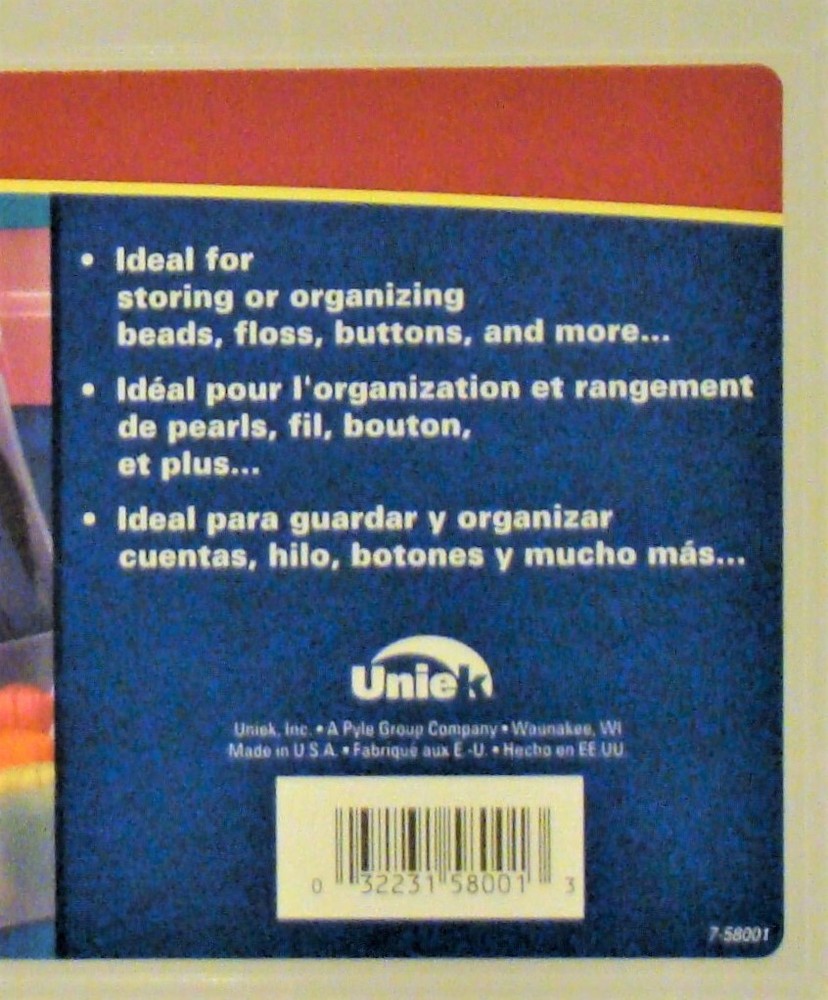 • Ideal for
storing or organizing
beads, floss, buttons, and more...
• Idéal pour l'organization et rangement
de pearls, fil, bouton,
et plus...
• Ideal para guardar y organizar
cuentas, hilo, botones y mucho más...
Uniek
Uniek, Inc. • A Pyle Group Company • Waunakee, WI
Made in U.S.A. • Fabriqué aux E.-U. • Hecho en EE.UU.
0 32231 58001 3
7-58001